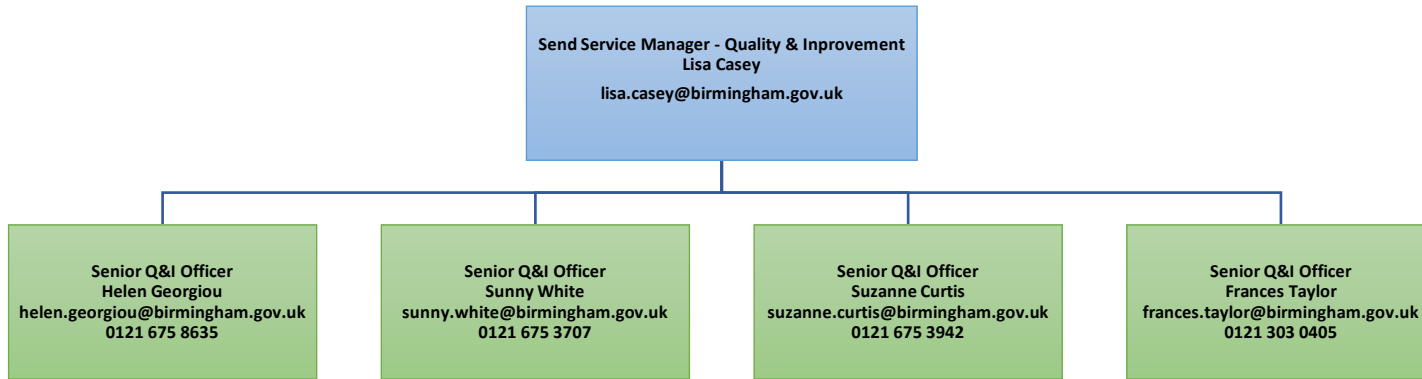 Send Service Manager - Quality & Inprovement
Lisa Casey
lisa.casey@birmingham.gov.uk
Senior Q&I Officer
Helen Georgiou
helen.georgiou@birmingham.gov.uk
0121 675 8635
Senior Q&I Officer
Sunny White
sunny.white@birmingham.gov.uk
0121 675 3707
Senior Q&I Officer
Suzanne Curtis
suzanne.curtis@birmingham.gov.uk
0121 675 3942
Senior Q&I Officer
Frances Taylor
frances.taylor@birmingham.gov.uk
0121 303 0405